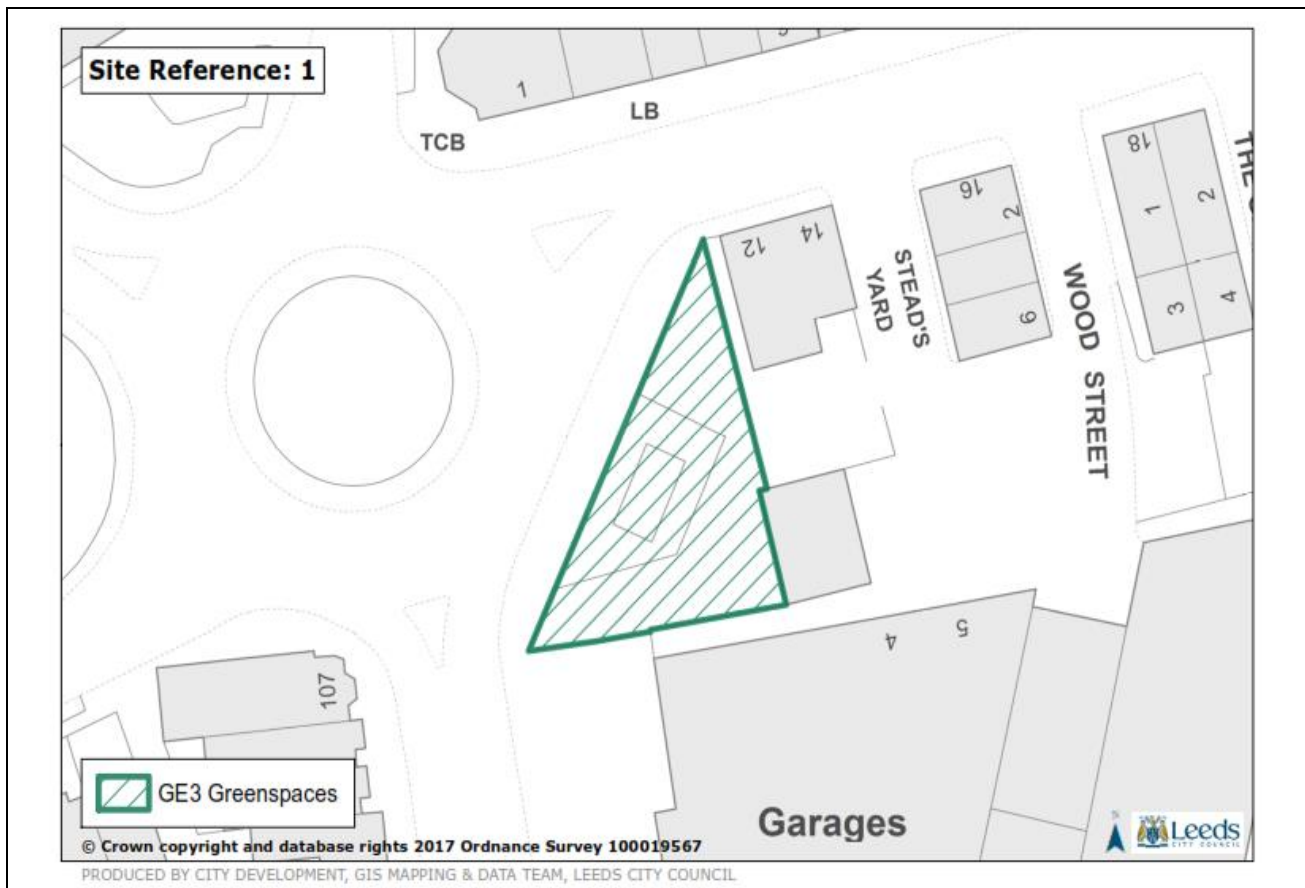 Site Reference: 1
1
LB
TCB
18
THE
16
2
1
2
12
14
STEAD'S
YARD
WOOD STREET
6
3
4
4
5
107
GE3 Greenspaces
Garages
Leeds
CITY COUNCIL
© Crown copyright and database rights 2017 Ordnance Survey 100019567
PRODUCED BY CITY DEVELOPMENT, GIS MAPPING & DATA TEAM, LEEDS CITY COUNCIL